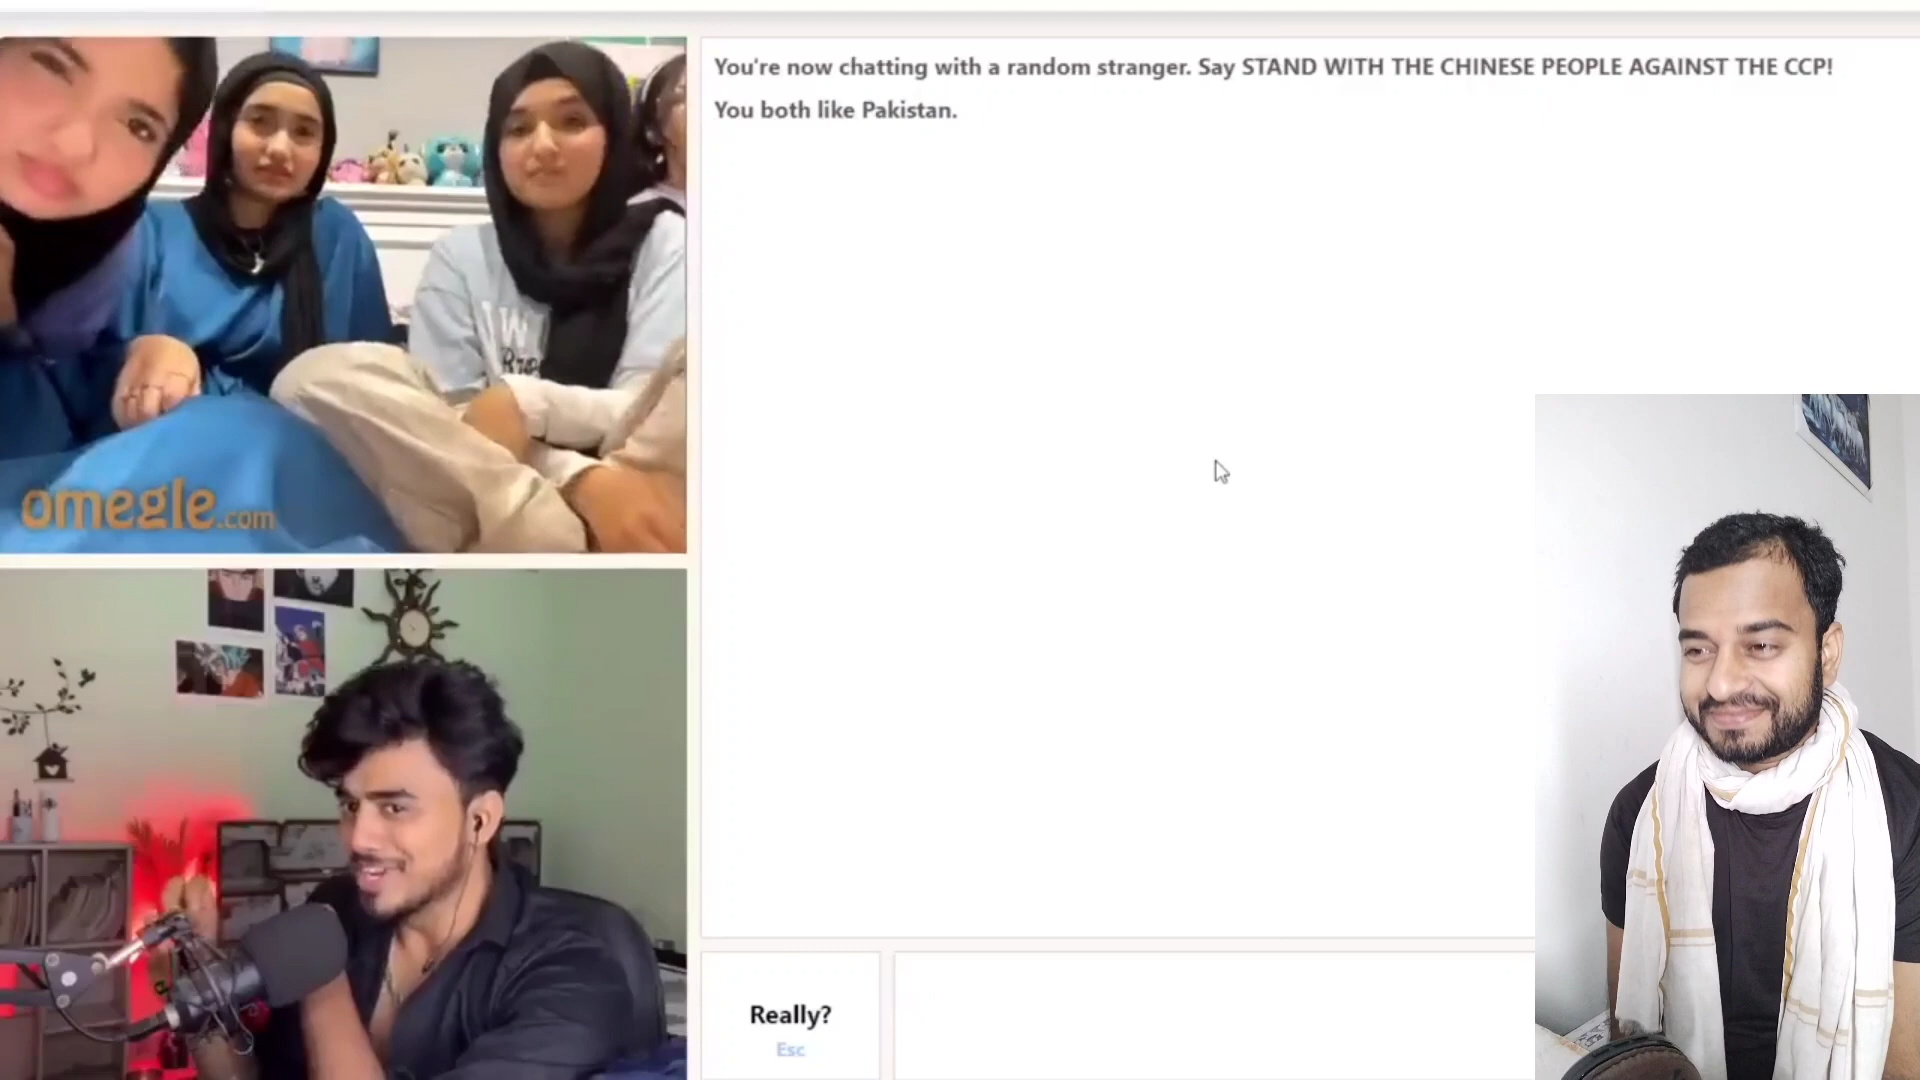 You're now chatting with a random stranger. Say STAND WITH THE CHINESE PEOPLE AGAINST THE CCP!
You both like Pakistan.
omegle.com
Really?
Esc